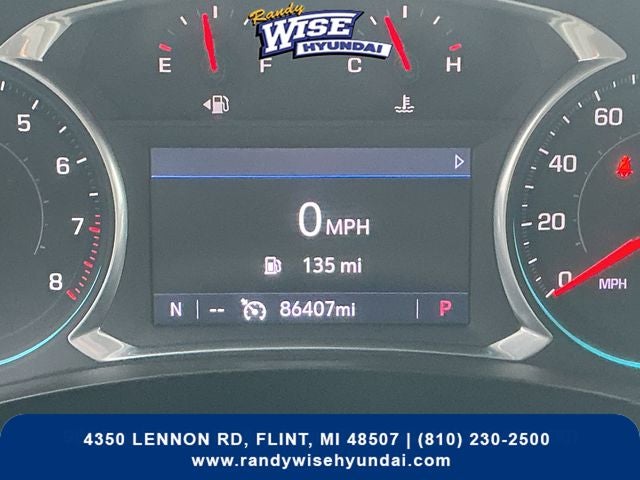 Randy
WISE
HYUNDAI
E F C H
5
6
7
8
60
40
20
0
MPH
0 MPH
135 mi
N -- 86407mi P
4350 LENNON RD, FLINT, MI 48507 | (810) 230-2500
www.randywisehyundai.com